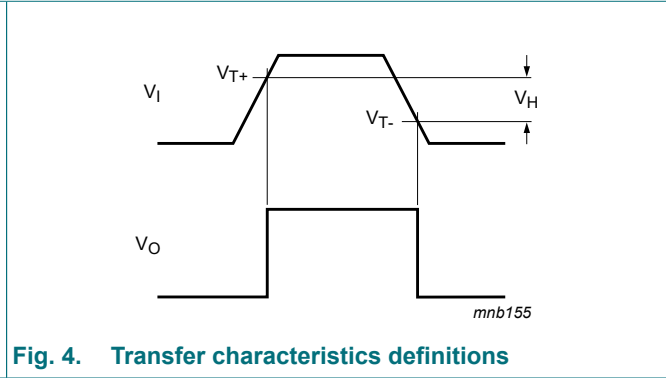 VT+
VI
VH
VT-
VO
mnb155
Fig. 4. Transfer characteristics definitions